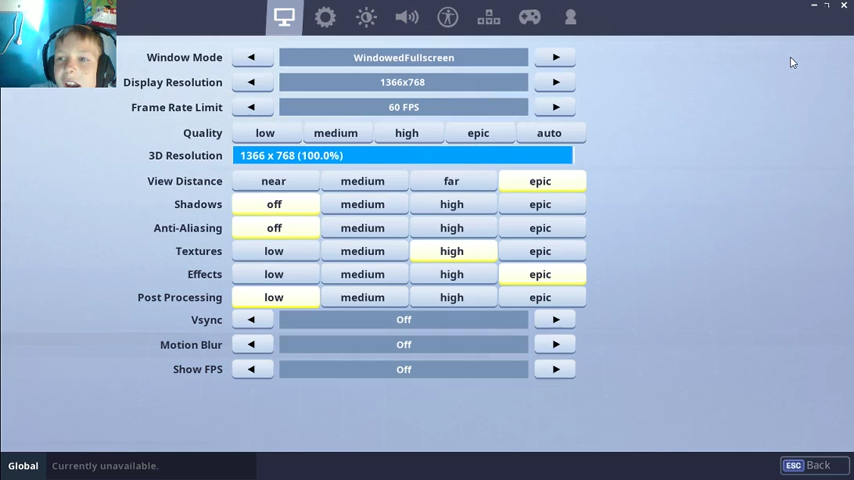 Window Mode ◀ WindowedFullscreen ▶
Display Resolution ◀ 1366x768 ▶
Frame Rate Limit ◀ 60 FPS ▶
Quality low medium high epic auto
3D Resolution 1366 x 768 (100.0%)
View Distance near medium far epic
Shadows off medium high epic
Anti-Aliasing off medium high epic
Textures low medium high epic
Effects low medium high epic
Post Processing low medium high epic
Vsync ◀ Off ▶
Motion Blur ◀ Off ▶
Show FPS ◀ Off ▶
Global Currently unavailable. ESC Back